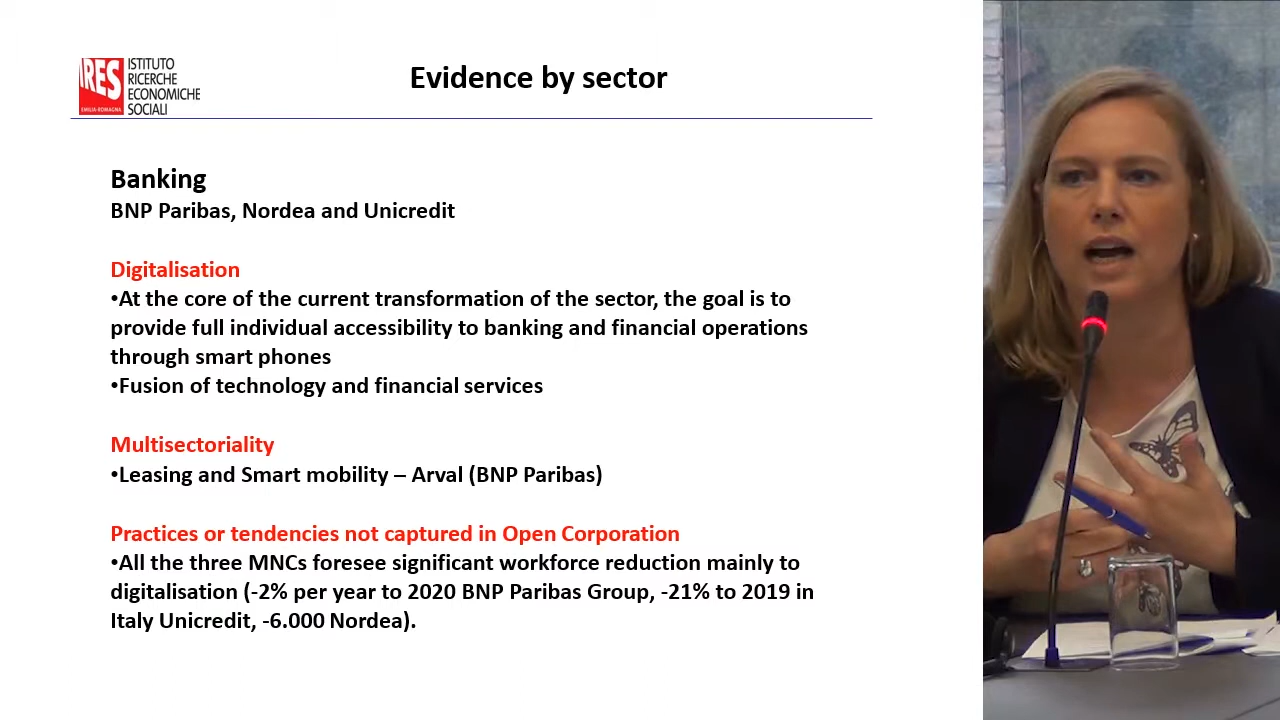 IRES
EMILIA-ROMAGNA
ISTITUTO
RICERCHE
ECONOMICHE
SOCIALI
Evidence by sector
Banking
BNP Paribas, Nordea and Unicredit
Digitalisation
•At the core of the current transformation of the sector, the goal is to
provide full individual accessibility to banking and financial operations
through smart phones
•Fusion of technology and financial services
Multisectoriality
•Leasing and Smart mobility – Arval (BNP Paribas)
Practices or tendencies not captured in Open Corporation
•All the three MNCs foresee significant workforce reduction mainly to
digitalisation (-2% per year to 2020 BNP Paribas Group, -21% to 2019 in
Italy Unicredit, -6.000 Nordea).